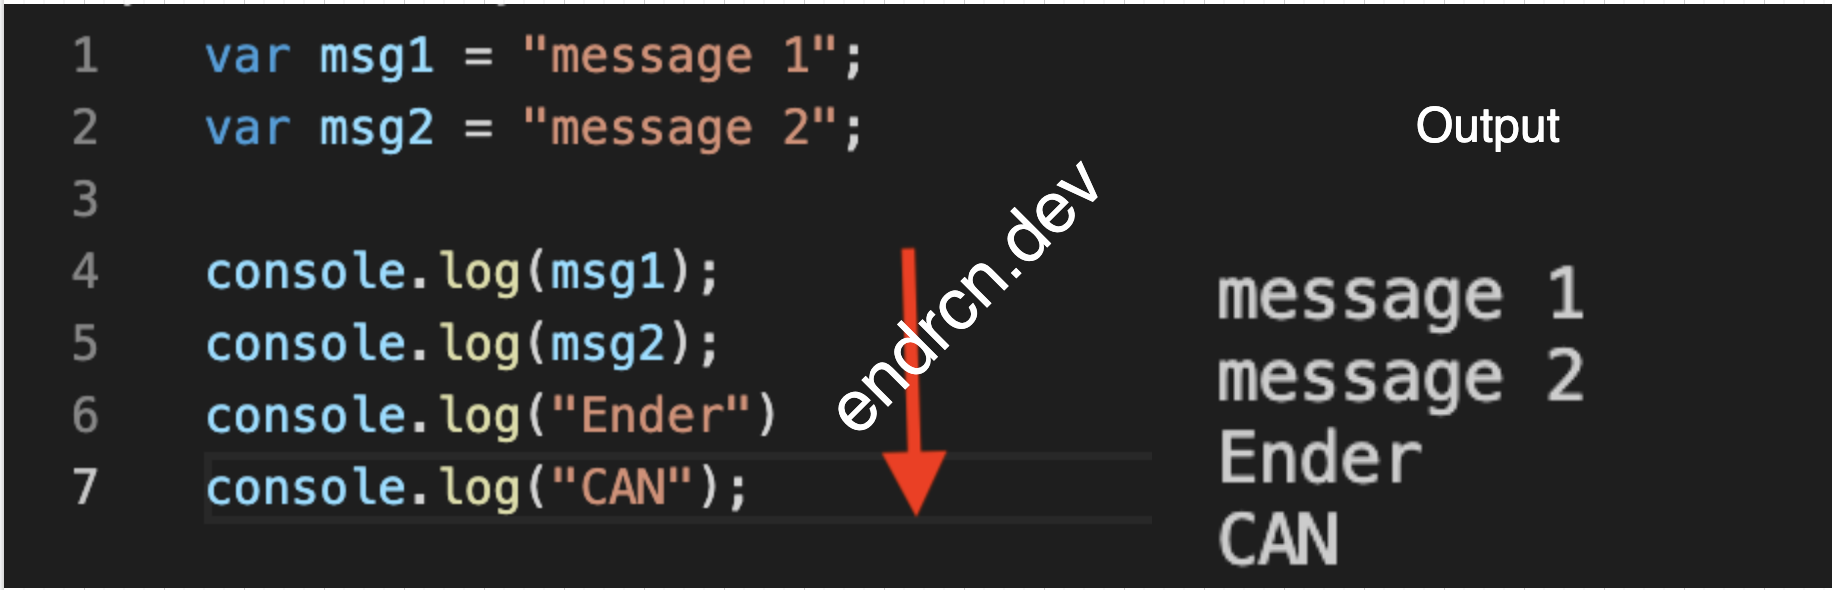 1 var msg1 = "message 1";
2 var msg2 = "message 2";
3
4 console.log(msg1);
5 console.log(msg2);
6 console.log("Ender")
7 console.log("CAN");
endrcn.dev
Output
message 1
message 2
Ender
CAN